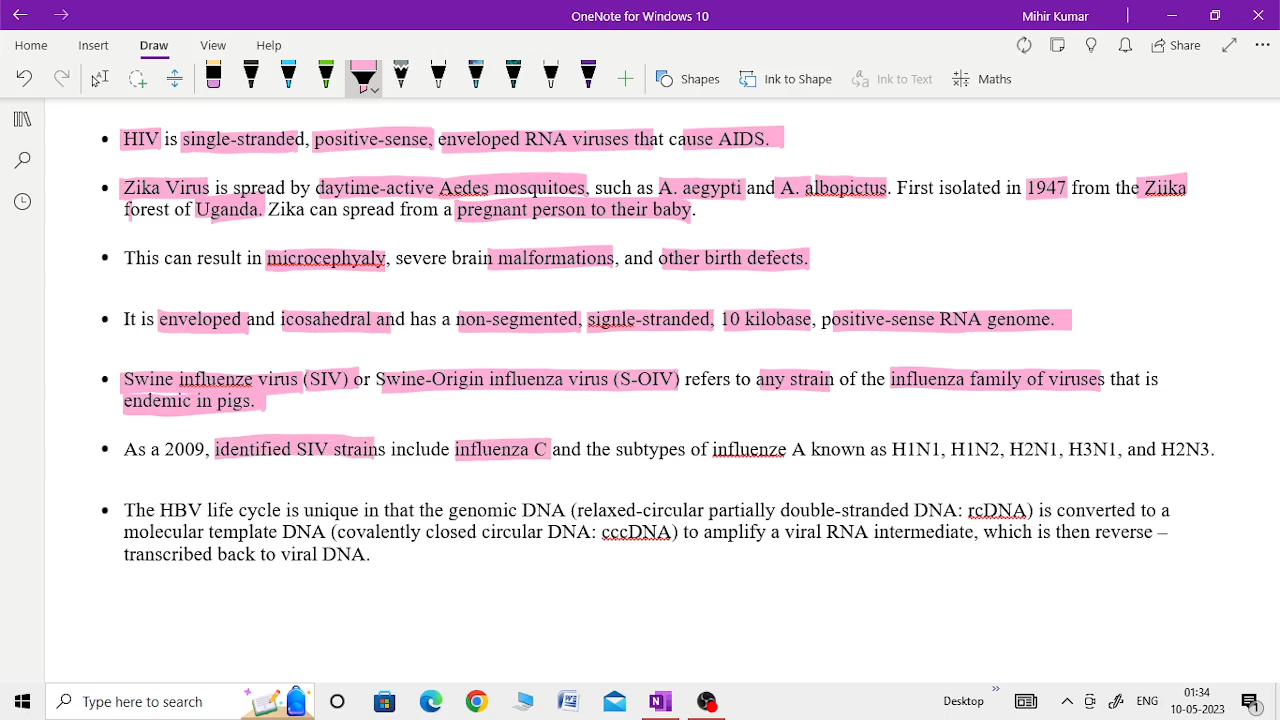 OneNote for Windows 10
Mihir Kumar
Home Insert Draw View Help
Share
Shapes Ink to Shape Ink to Text Maths
• HIV is single-stranded, positive-sense, enveloped RNA viruses that cause AIDS.
• Zika Virus is spread by daytime-active Aedes mosquitoes, such as A. aegypti and A. albopictus. First isolated in 1947 from the Ziika
forest of Uganda. Zika can spread from a pregnant person to their baby.
• This can result in microcephyaly, severe brain malformations, and other birth defects.
• It is enveloped and icosahedral and has a non-segmented, signle-stranded, 10 kilobase, positive-sense RNA genome.
• Swine influenze virus (SIV) or Swine-Origin influenza virus (S-OIV) refers to any strain of the influenza family of viruses that is
endemic in pigs.
• As a 2009, identified SIV strains include influenza C and the subtypes of influenze A known as H1N1, H1N2, H2N1, H3N1, and H2N3.
• The HBV life cycle is unique in that the genomic DNA (relaxed-circular partially double-stranded DNA: rcDNA) is converted to a
molecular template DNA (covalently closed circular DNA: cccDNA) to amplify a viral RNA intermediate, which is then reverse –
transcribed back to viral DNA.
Type here to search
Desktop
ENG
01:34
10-05-2023